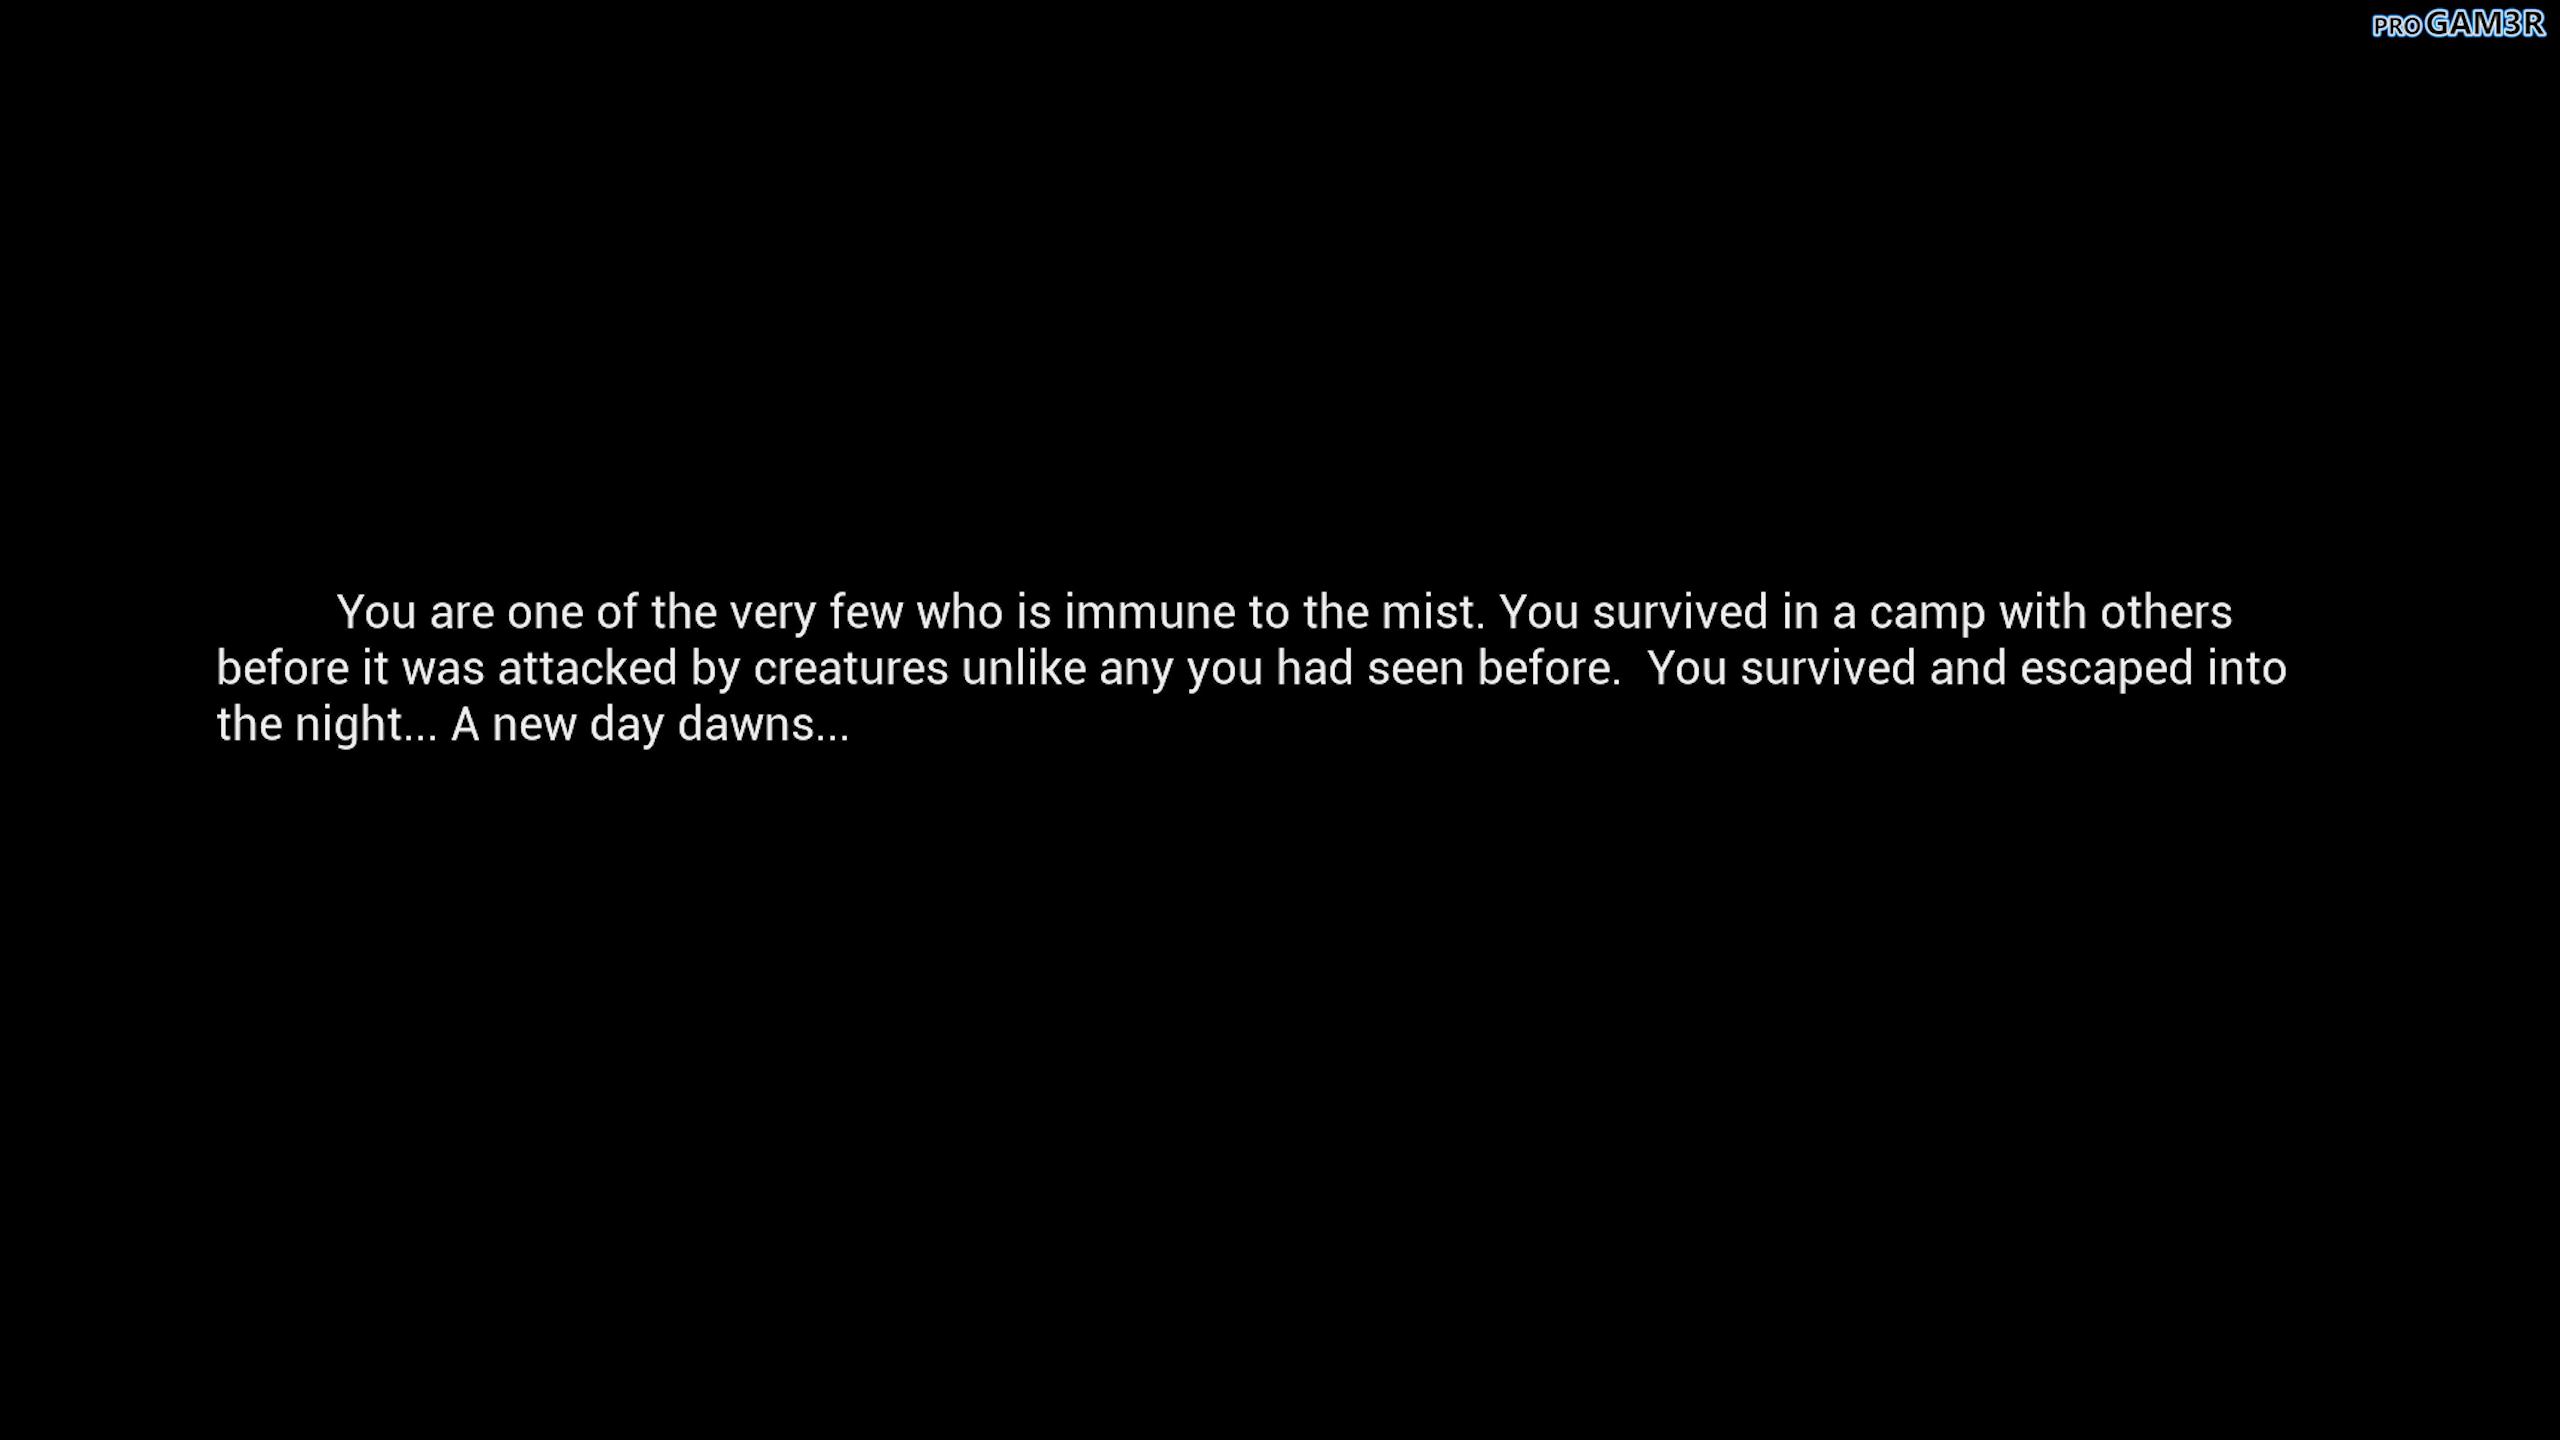 PRO GAM3R
You are one of the very few who is immune to the mist. You survived in a camp with others
before it was attacked by creatures unlike any you had seen before.  You survived and escaped into
the night... A new day dawns...